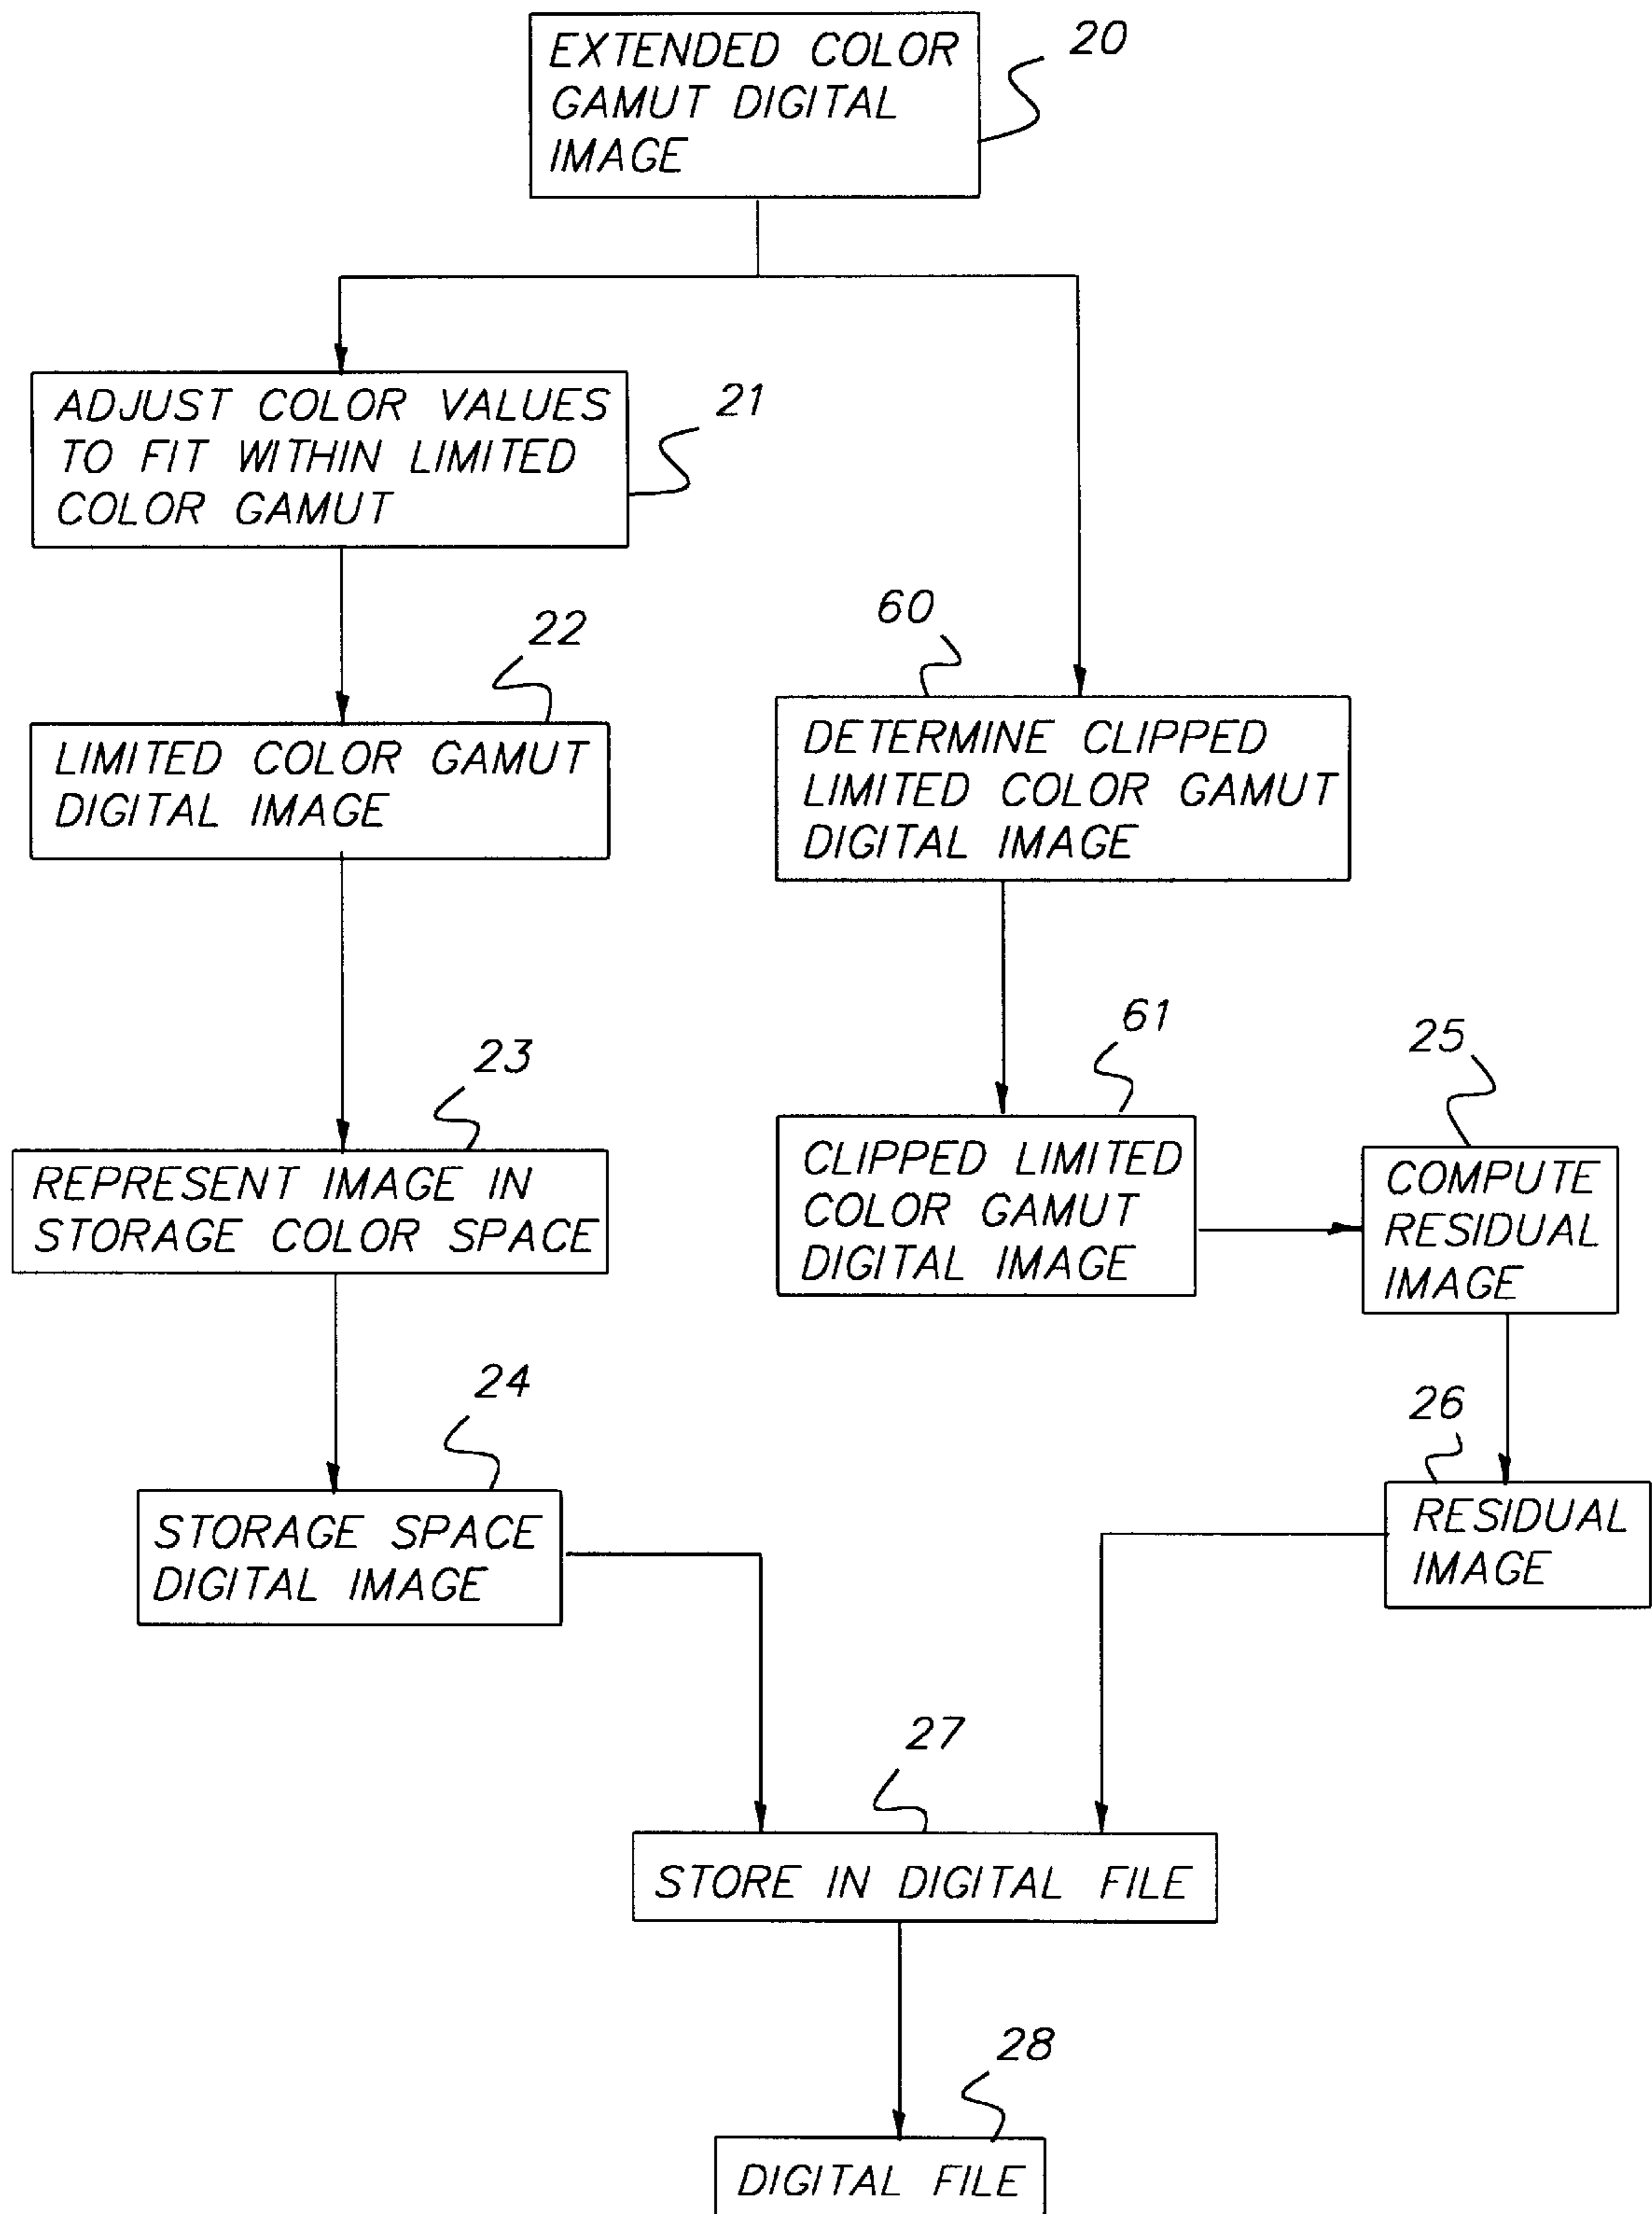 EXTENDED COLOR
GAMUT DIGITAL
IMAGE
20
ADJUST COLOR VALUES
TO FIT WITHIN LIMITED
COLOR GAMUT
21
22
LIMITED COLOR GAMUT
DIGITAL IMAGE
60
DETERMINE CLIPPED
LIMITED COLOR GAMUT
DIGITAL IMAGE
23
REPRESENT IMAGE IN
STORAGE COLOR SPACE
61
CLIPPED LIMITED
COLOR GAMUT
DIGITAL IMAGE
25
COMPUTE
RESIDUAL
IMAGE
24
STORAGE SPACE
DIGITAL IMAGE
26
RESIDUAL
IMAGE
27
STORE IN DIGITAL FILE
28
DIGITAL FILE